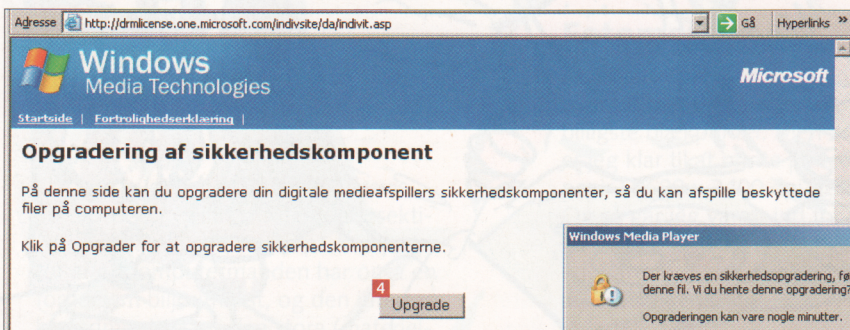 Adresse http://drmlicense.one.microsoft.com/indivsite/da/indivit.asp Gå Hyperlinks »
Windows
Media Technologies
Microsoft
Startside | Fortrolighedserklæring |
Opgradering af sikkerhedskomponent
På denne side kan du opgradere din digitale medieafspillers sikkerhedskomponenter, så du kan afspille beskyttede
filer på computeren.
Klik på Opgrader for at opgradere sikkerhedskomponenterne.
4
Upgrade
Windows Media Player
Der kræves en sikkerhedsopgradering, fø
denne fil. Vi du hente denne opgradering?
Opgraderingen kan vare nogle minutter.